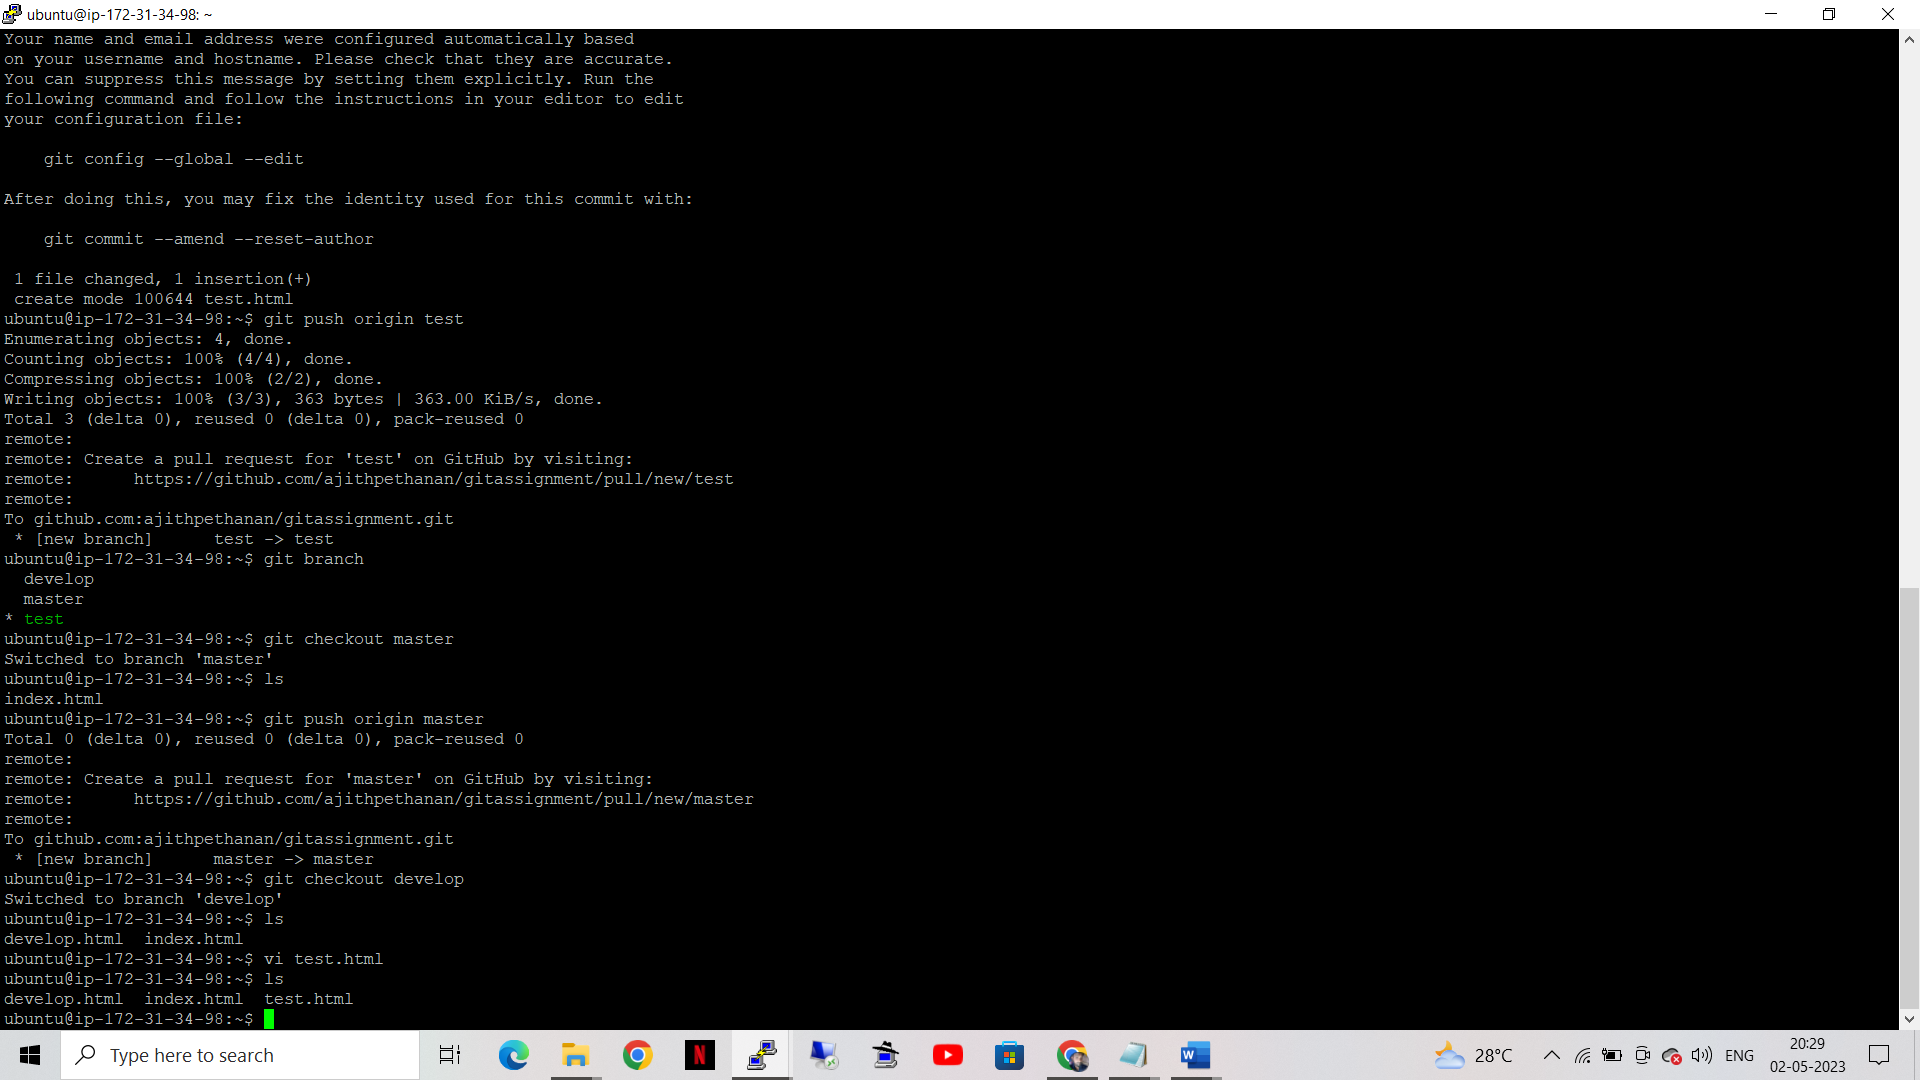 ubuntu@ip-172-31-34-98: ~
Your name and email address were configured automatically based
on your username and hostname. Please check that they are accurate.
You can suppress this message by setting them explicitly. Run the
following command and follow the instructions in your editor to edit
your configuration file:
git config --global --edit
After doing this, you may fix the identity used for this commit with:
git commit --amend --reset-author
1 file changed, 1 insertion(+)
create mode 100644 test.html
ubuntu@ip-172-31-34-98:~$ git push origin test
Enumerating objects: 4, done.
Counting objects: 100% (4/4), done.
Compressing objects: 100% (2/2), done.
Writing objects: 100% (3/3), 363 bytes | 363.00 KiB/s, done.
Total 3 (delta 0), reused 0 (delta 0), pack-reused 0
remote:
remote: Create a pull request for 'test' on GitHub by visiting:
remote:      https://github.com/ajithpethanan/gitassignment/pull/new/test
remote:
To github.com:ajithpethanan/gitassignment.git
* [new branch]      test -> test
ubuntu@ip-172-31-34-98:~$ git branch
develop
master
* test
ubuntu@ip-172-31-34-98:~$ git checkout master
Switched to branch 'master'
ubuntu@ip-172-31-34-98:~$ ls
index.html
ubuntu@ip-172-31-34-98:~$ git push origin master
Total 0 (delta 0), reused 0 (delta 0), pack-reused 0
remote:
remote: Create a pull request for 'master' on GitHub by visiting:
remote:      https://github.com/ajithpethanan/gitassignment/pull/new/master
remote:
To github.com:ajithpethanan/gitassignment.git
* [new branch]      master -> master
ubuntu@ip-172-31-34-98:~$ git checkout develop
Switched to branch 'develop'
ubuntu@ip-172-31-34-98:~$ ls
develop.html  index.html
ubuntu@ip-172-31-34-98:~$ vi test.html
ubuntu@ip-172-31-34-98:~$ ls
develop.html  index.html  test.html
ubuntu@ip-172-31-34-98:~$
Type here to search
N
W
28°C
ENG
20:29
02-05-2023